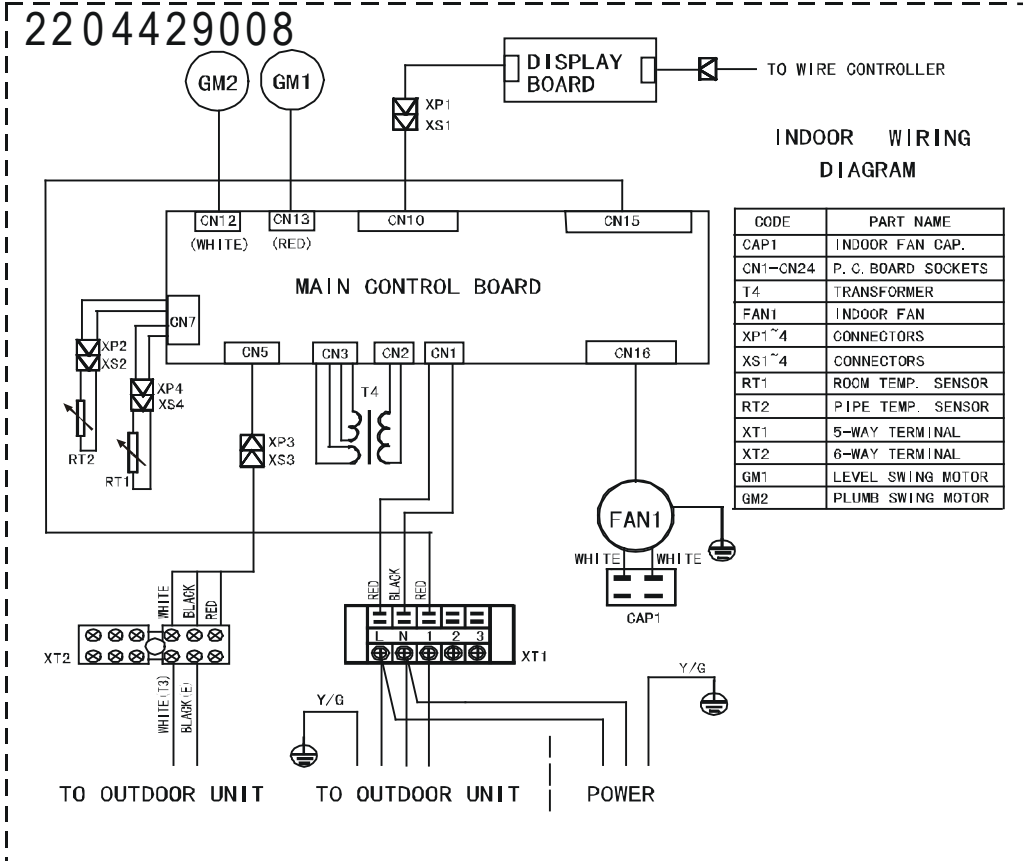 2204429008
GM2
GM1
DISPLAY
BOARD
TO WIRE CONTROLLER
XP1
XS1
INDOOR WIRING
DIAGRAM
CN12
(WHITE)
CN13
(RED)
CN10
CN15
MAIN CONTROL BOARD
CN7
CN5
CN3
CN2
CN1
CN16
T4
XP2
XS2
XP4
XS4
XP3
XS3
RT2
RT1
CODE PART NAME
CAP1 INDOOR FAN CAP.
CN1-CN24 P.C.BOARD SOCKETS
T4 TRANSFORMER
FAN1 INDOOR FAN
XP1~4 CONNECTORS
XS1~4 CONNECTORS
RT1 ROOM TEMP. SENSOR
RT2 PIPE TEMP. SENSOR
XT1 5-WAY TERMINAL
XT2 6-WAY TERMINAL
GM1 LEVEL SWING MOTOR
GM2 PLUMB SWING MOTOR
FAN1
WHITE WHITE
CAP1
WHITE
BLACK
RED
RED
BLACK
RED
L N 1 2 3
XT2
XT1
WHITE(T3)
BLACK(E)
Y/G
Y/G
TO OUTDOOR UNIT
TO OUTDOOR UNIT
POWER